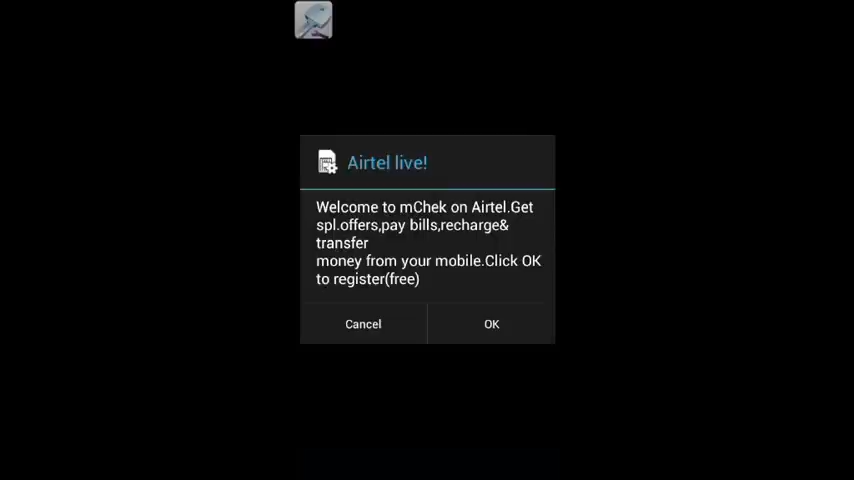 Airtel live!
Welcome to mChek on Airtel.Get
spl.offers,pay bills,recharge&
transfer
money from your mobile.Click OK
to register(free)
Cancel
OK